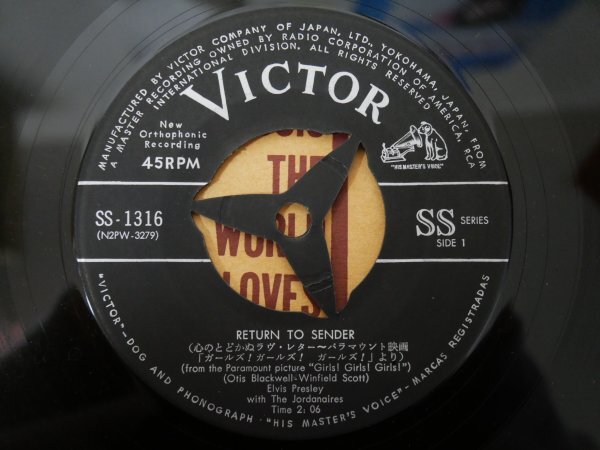 MANUFACTURED BY VICTOR COMPANY OF JAPAN, LTD., YOKOHAMA, JAPAN, FROM
A MASTER RECORDING OWNED BY RADIO CORPORATION OF AMERICA, RCA
INTERNATIONAL DIVISION. ALL RIGHTS RESERVED
VICTOR
New
Orthophonic
Recording
45RPM
"HIS MASTER'S VOICE"
THE
WORLD
LOVES
SS-1316
(N2PW-3279)
SS SERIES
SIDE 1
RETURN TO SENDER
(心のとどかぬラヴ・レター〜パラマウント映画
「ガールズ! ガールズ! ガールズ!」より)
(from the Paramount picture "Girls! Girls! Girls!")
(Otis Blackwell-Winfield Scott)
Elvis Presley
with The Jordanaires
Time 2: 06
"VICTOR"-DOG AND PHONOGRAPH · "HIS MASTER'S VOICE"-MARCAS REGISTRADAS